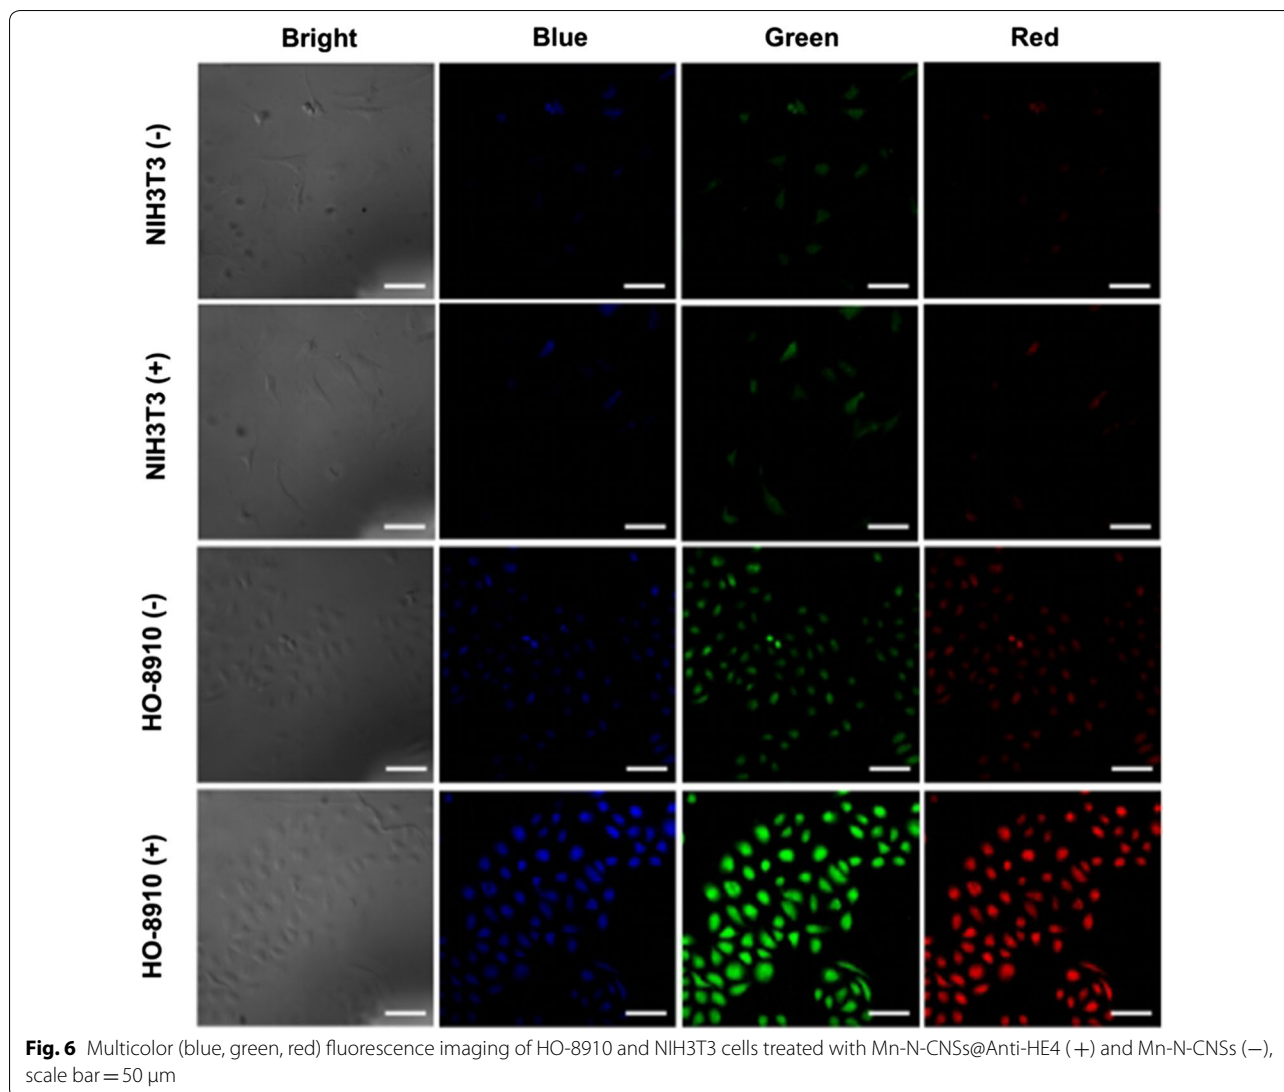 Bright Blue Green Red
NIH3T3 (-)
NIH3T3 (+)
HO-8910 (-)
HO-8910 (+)
Fig. 6 Multicolor (blue, green, red) fluorescence imaging of HO-8910 and NIH3T3 cells treated with Mn-N-CNSs@Anti-HE4 (+) and Mn-N-CNSs (−),
scale bar = 50 μm